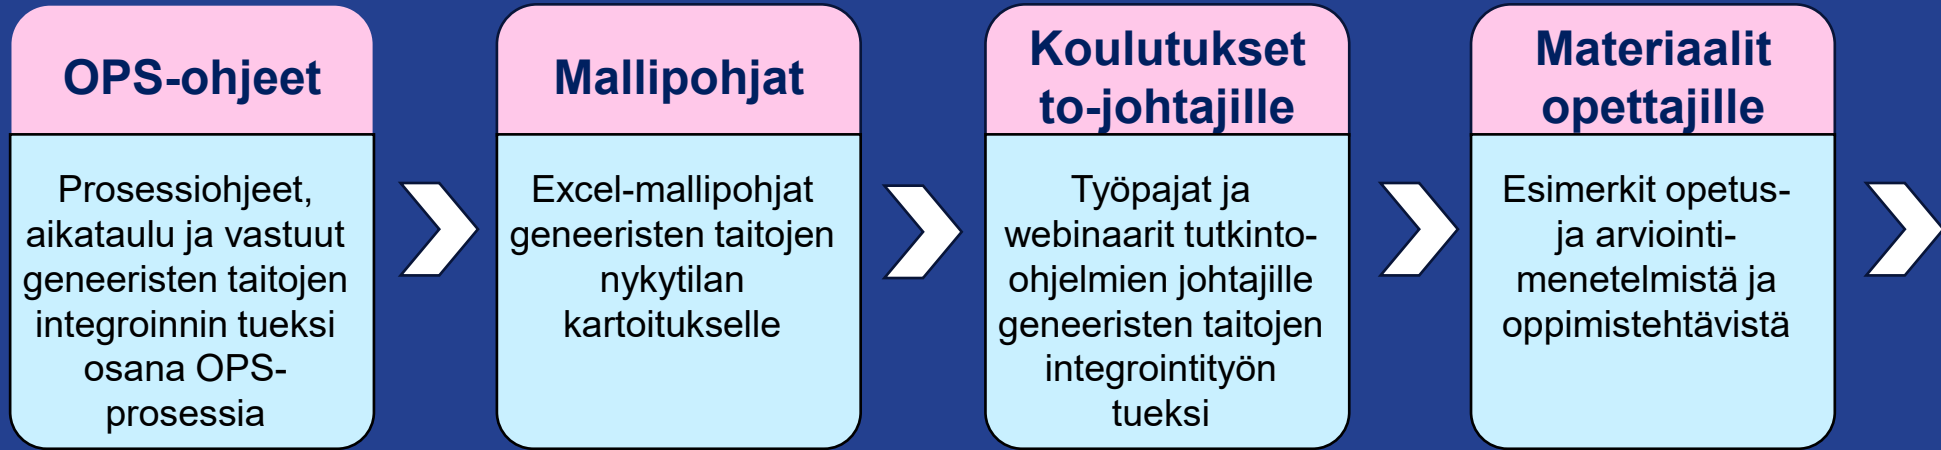 OPS-ohjeet
Prosessiohjeet,
aikataulu ja vastuut
geneeristen taitojen
integroinnin tueksi
osana OPS-
prosessia
Mallipohjat
Excel-mallipohjat
geneeristen taitojen
nykytilan
kartoitukselle
Koulutukset
to-johtajille
Työpajat ja
webinaarit tutkinto-
ohjelmien johtajille
geneeristen taitojen
integrointityön
tueksi
Materiaalit
opettajille
Esimerkit opetus-
ja arviointi-
menetelmistä ja
oppimistehtävistä